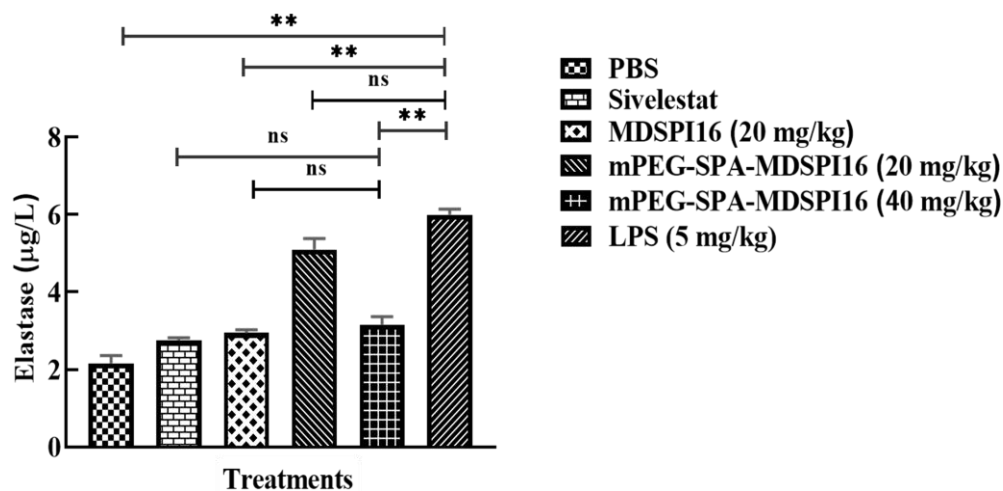 **
**
ns
**
ns
ns
8
6
4
2
0
Elastase (µg/L)
Treatments
PBS
Sivelestat
MDSPI16 (20 mg/kg)
mPEG-SPA-MDSPI16 (20 mg/kg)
mPEG-SPA-MDSPI16 (40 mg/kg)
LPS (5 mg/kg)